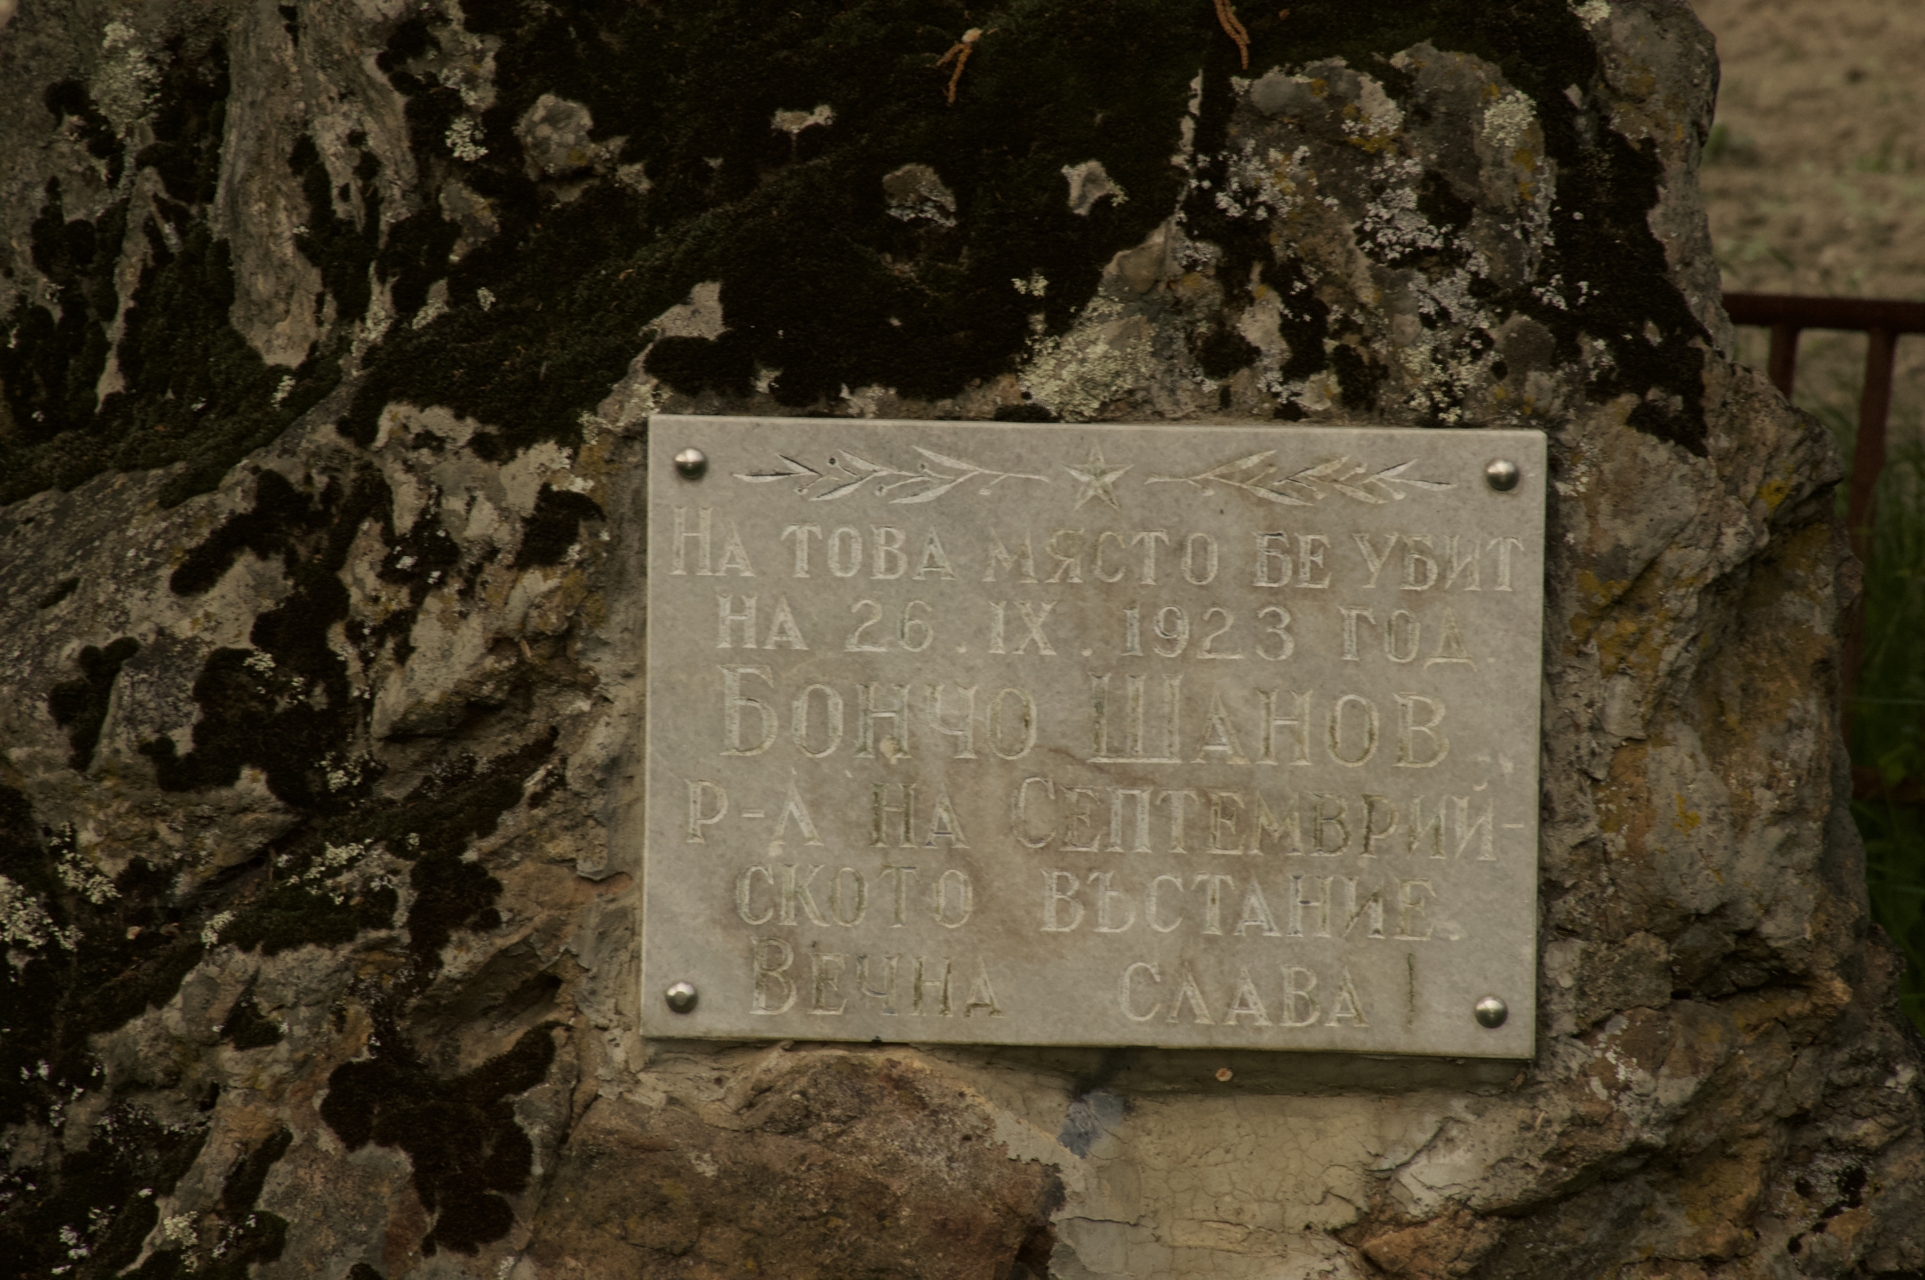 На това място бе убит
на 26.IX.1923 год.
Бончо Шанов
р-л на Септемврий-
ското въстание.
Вечна слава!